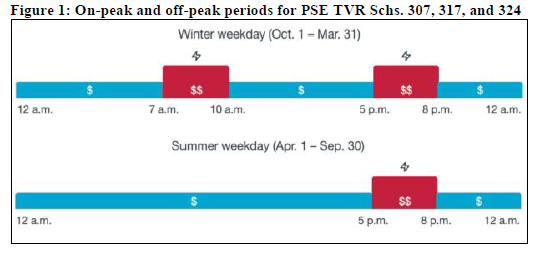 Figure 1: On-peak and off-peak periods for PSE TVR Schs. 307, 317, and 324
Winter weekday (Oct. 1 – Mar. 31)
$ $$ $ $$ $
12 a.m. 7 a.m. 10 a.m. 5 p.m. 8 p.m. 12 a.m.
Summer weekday (Apr. 1 – Sep. 30)
$ $$ $
12 a.m. 5 p.m. 8 p.m. 12 a.m.